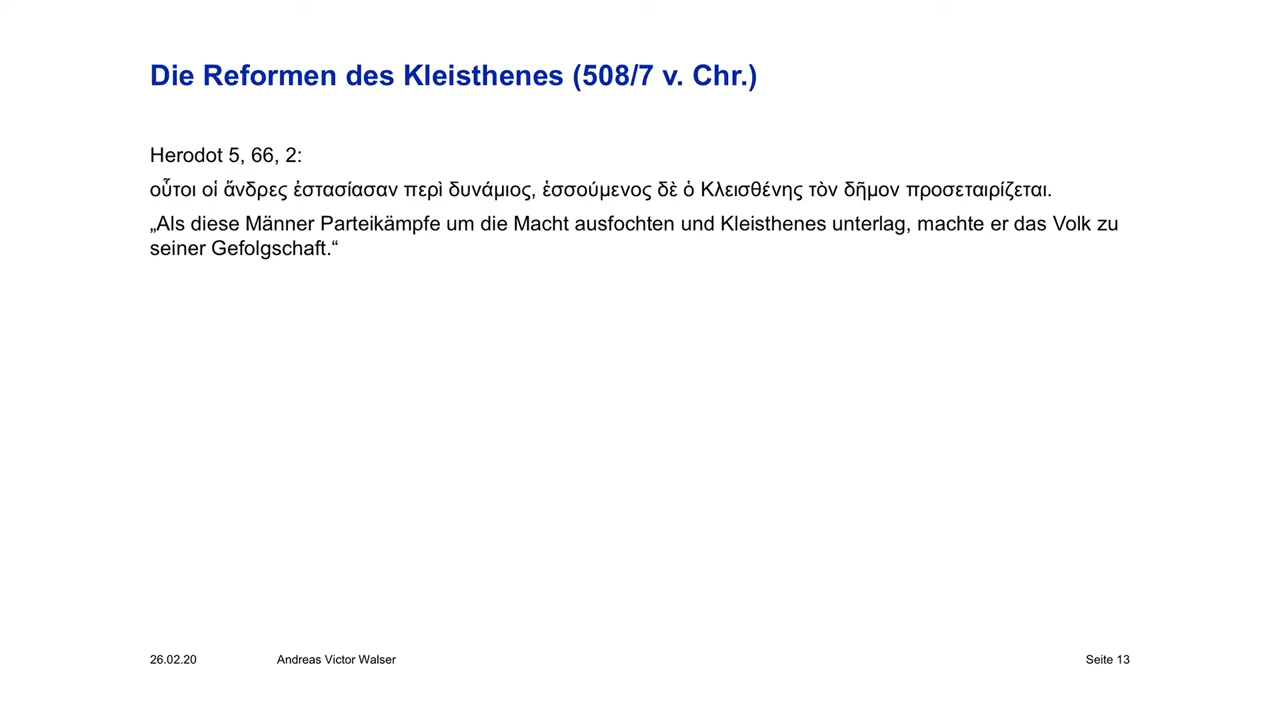 Die Reformen des Kleisthenes (508/7 v. Chr.)
Herodot 5, 66, 2:
οὗτοι οἱ ἄνδρες ἐστασίασαν περὶ δυνάμιος, ἑσσούμενος δὲ ὁ Κλεισθένης τὸν δῆμον προσεταιρίζεται.
„Als diese Männer Parteikämpfe um die Macht ausfochten und Kleisthenes unterlag, machte er das Volk zu
seiner Gefolgschaft.“
26.02.20 Andreas Victor Walser Seite 13